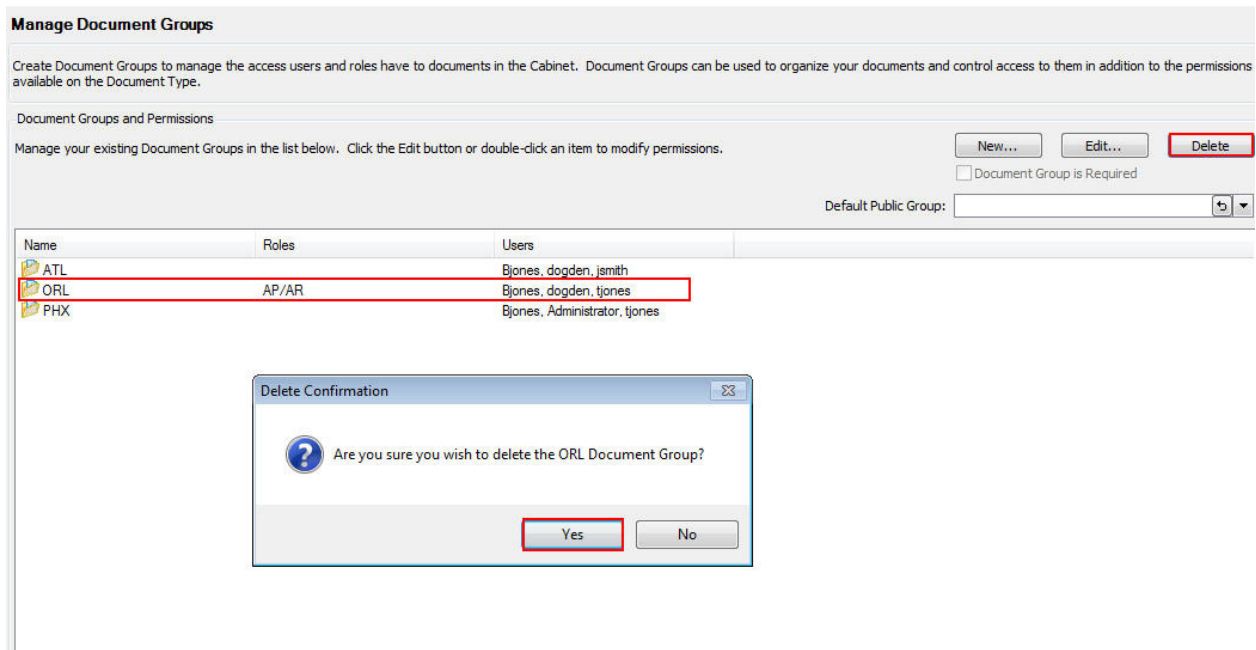 Manage Document Groups
Create Document Groups to manage the access users and roles have to documents in the Cabinet.  Document Groups can be used to organize your documents and control access to them in addition to the permissions
available on the Document Type.
Document Groups and Permissions
Manage your existing Document Groups in the list below.  Click the Edit button or double-click an item to modify permissions.
New... Edit... Delete
Document Group is Required
Default Public Group:
Name Roles Users
ATL Bjones, dogden, jsmith
ORL AP/AR Bjones, dogden, tjones
PHX Bjones, Administrator, tjones
Delete Confirmation
Are you sure you wish to delete the ORL Document Group?
Yes No